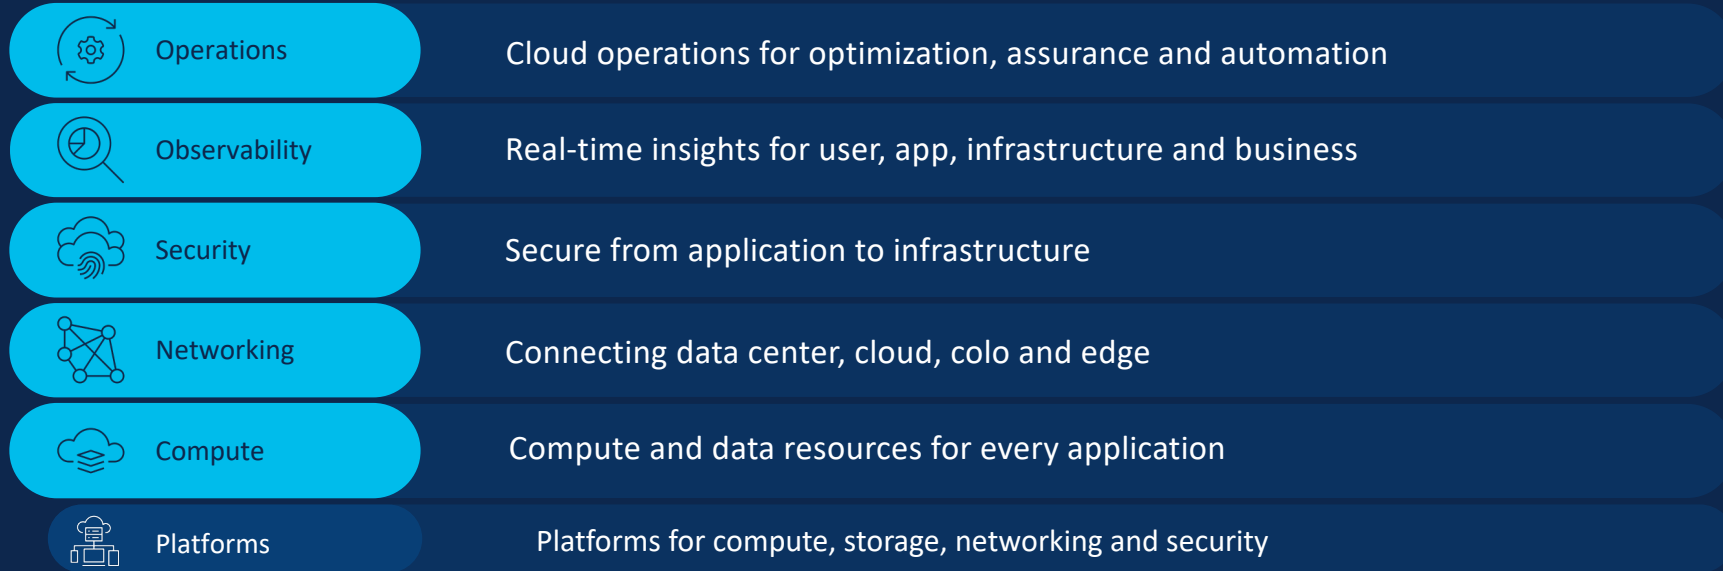 Operations
Cloud operations for optimization, assurance and automation
Observability
Real-time insights for user, app, infrastructure and business
Security
Secure from application to infrastructure
Networking
Connecting data center, cloud, colo and edge
Compute
Compute and data resources for every application
Platforms
Platforms for compute, storage, networking and security